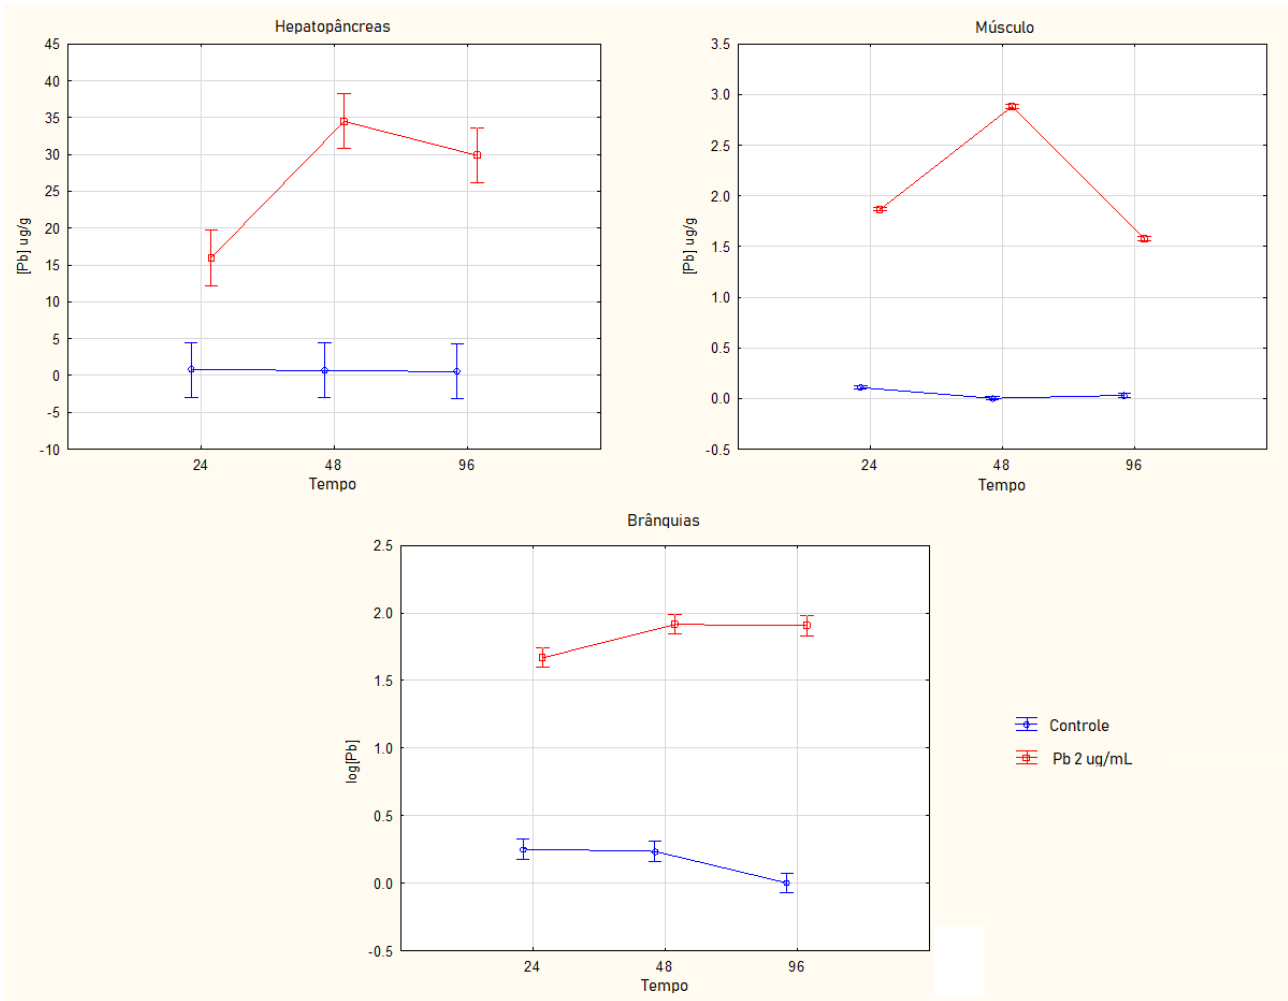 Hepatopâncreas
45
40
35
30
25
20
15
10
5
0
-5
-10
[Pb] ug/g
24 48 96
Tempo
Músculo
3.5
3.0
2.5
2.0
1.5
1.0
0.5
0.0
-0.5
[Pb] ug/g
24 48 96
Tempo
Brânquias
2.5
2.0
1.5
1.0
0.5
0.0
-0.5
log[Pb]
24 48 96
Tempo
Controle
Pb 2 ug/mL